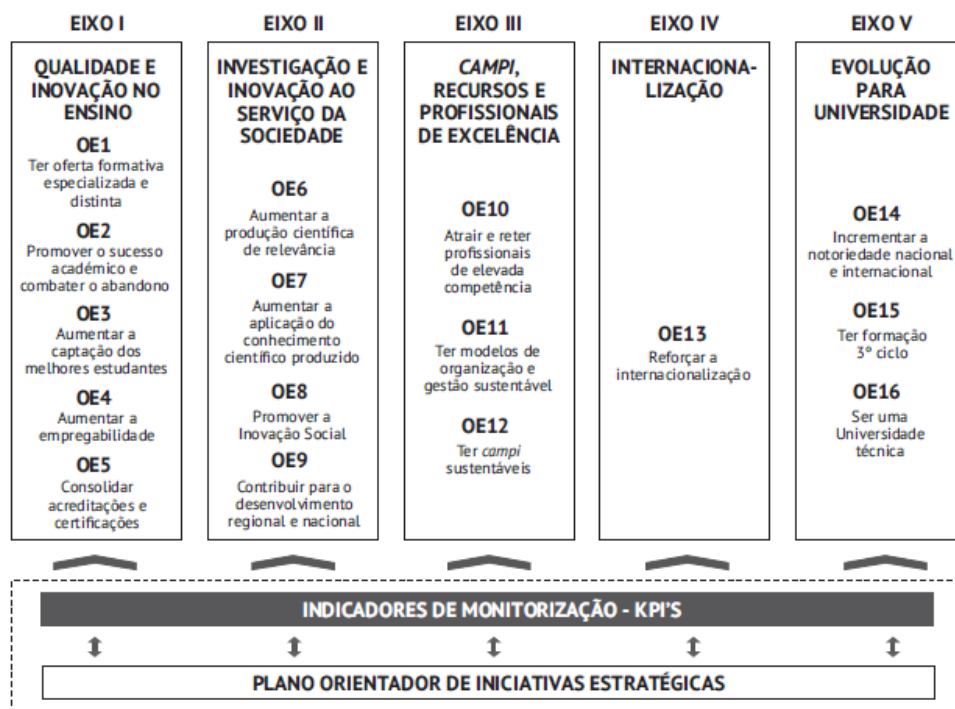 EIXO I
QUALIDADE E
INOVAÇÃO NO
ENSINO
OE1
Ter oferta formativa
especializada e
distinta
OE2
Promover o sucesso
académico e
combater o abandono
OE3
Aumentar a
captação dos
melhores estudantes
OE4
Aumentar a
empregabilidade
OE5
Consolidar
acreditações e
certificações
EIXO II
INVESTIGAÇÃO E
INOVAÇÃO AO
SERVIÇO DA
SOCIEDADE
OE6
Aumentar a
produção científica
de relevância
OE7
Aumentar a
aplicação do
conhecimento
científico produzido
OE8
Promover a
Inovação Social
OE9
Contribuir para o
desenvolvimento
regional e nacional
EIXO III
CAMPI,
RECURSOS E
PROFISSIONAIS
DE EXCELÊNCIA
OE10
Atrair e reter
profissionais
de elevada
competência
OE11
Ter modelos de
organização e
gestão sustentável
OE12
Ter campi
sustentáveis
EIXO IV
INTERNACIONA-
LIZAÇÃO
OE13
Reforçar a
internacionalização
EIXO V
EVOLUÇÃO
PARA
UNIVERSIDADE
OE14
Incrementar a
notoriedade nacional
e internacional
OE15
Ter formação
3º ciclo
OE16
Ser uma
Universidade
técnica
INDICADORES DE MONITORIZAÇÃO - KPI'S
PLANO ORIENTADOR DE INICIATIVAS ESTRATÉGICAS